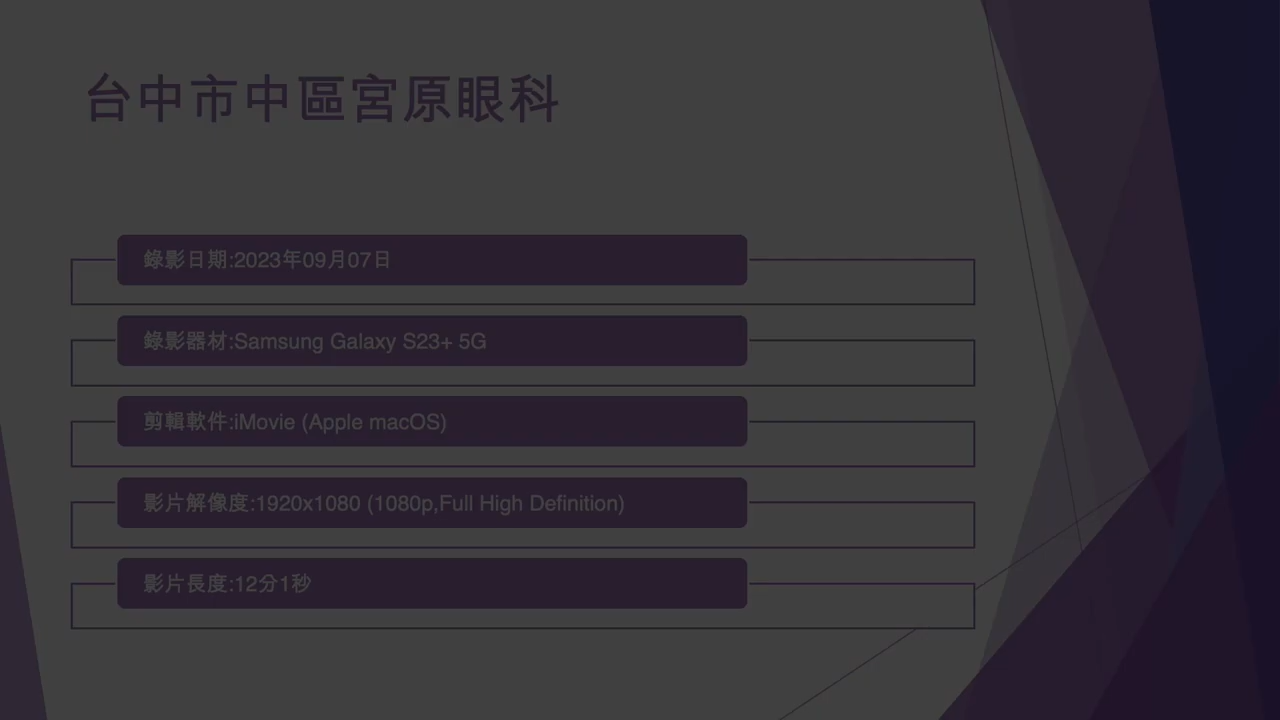 台中市中區宮原眼科
錄影日期:2023年09月07日
錄影器材:Samsung Galaxy S23+ 5G
剪輯軟件:iMovie (Apple macOS)
影片解像度:1920x1080 (1080p,Full High Definition)
影片長度:12分1秒